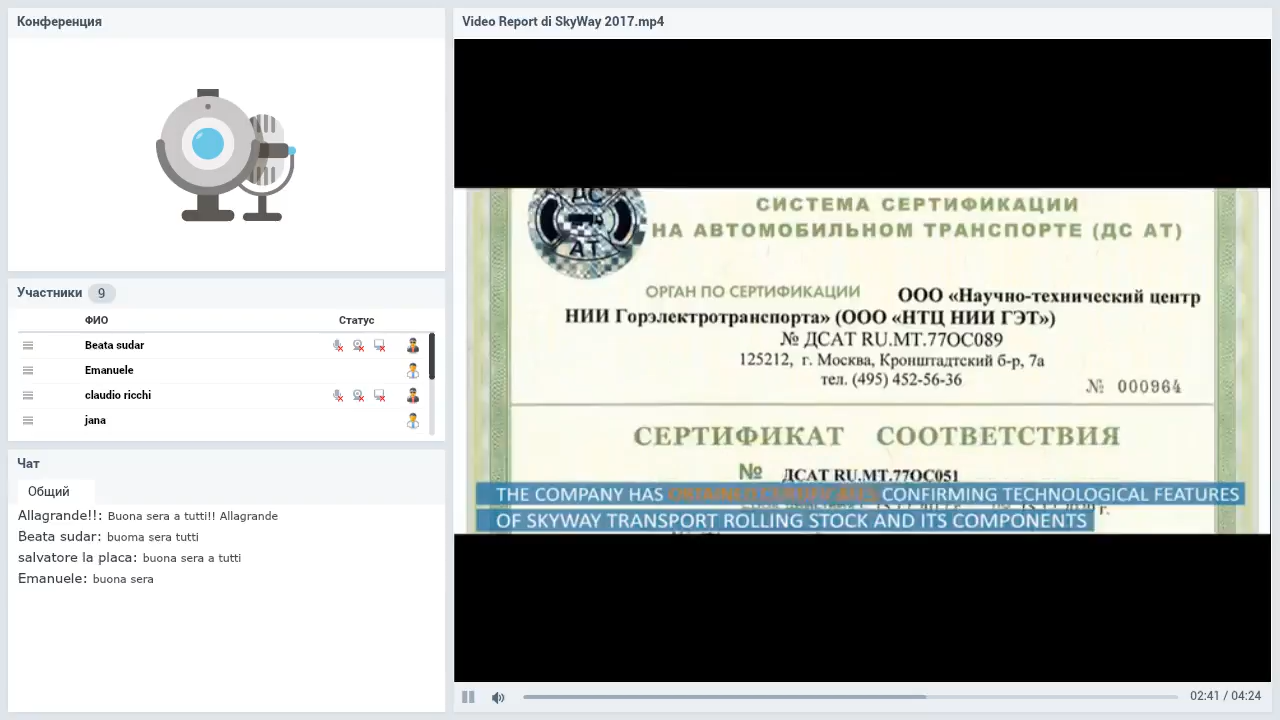 Конференция
Участники 9
ФИО Статус
Beata sudar
Emanuele
claudio ricchi
jana
Чат
Общий
Allagrande!!: Buona sera a tutti!! Allagrande
Beata sudar: buoma sera tutti
salvatore la placa: buona sera a tutti
Emanuele: buona sera
Video Report di SkyWay 2017.mp4
ДС
АТ
СИСТЕМА СЕРТИФИКАЦИИ
НА АВТОМОБИЛЬНОМ ТРАНСПОРТЕ (ДС АТ)
ОРГАН ПО СЕРТИФИКАЦИИ ООО «Научно-технический центр
НИИ Горэлектротранспорта» (ООО «НТЦ НИИ ГЭТ»)
№ ДСАТ RU.МТ.77ОС089
125212, г. Москва, Кронштадтский б-р, 7а
тел. (495) 452-56-36
№ 000964
СЕРТИФИКАТ СООТВЕТСТВИЯ
№ ДСАТ RU.МТ.77ОС051
THE COMPANY HAS CONFIRMING TECHNOLOGICAL FEATURES
OF SKYWAY TRANSPORT ROLLING STOCK AND ITS COMPONENTS
02:41 / 04:24